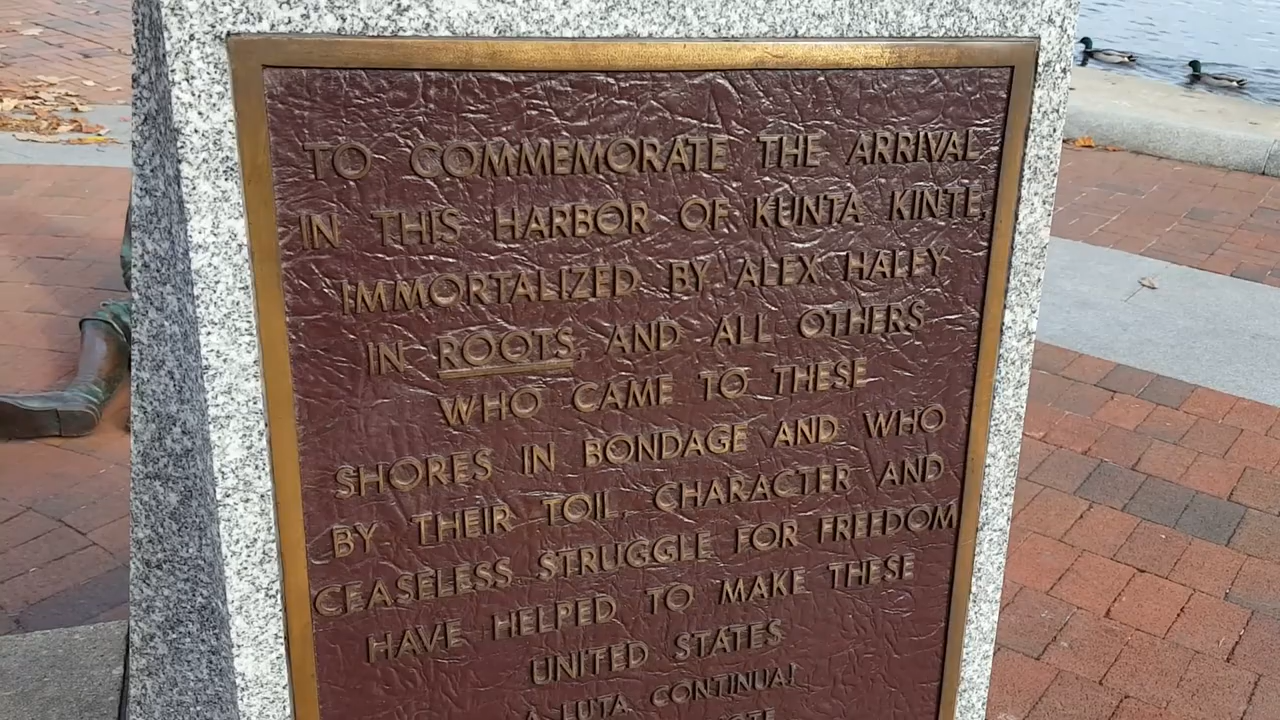 TO COMMEMORATE THE ARRIVAL
IN THIS HARBOR OF KUNTA KINTE,
IMMORTALIZED BY ALEX HALEY
IN ROOTS, AND ALL OTHERS
WHO CAME TO THESE
SHORES IN BONDAGE AND WHO
BY THEIR TOIL, CHARACTER AND
CEASELESS STRUGGLE FOR FREEDOM
HAVE HELPED TO MAKE THESE
UNITED STATES
A LUTA CONTINUA!